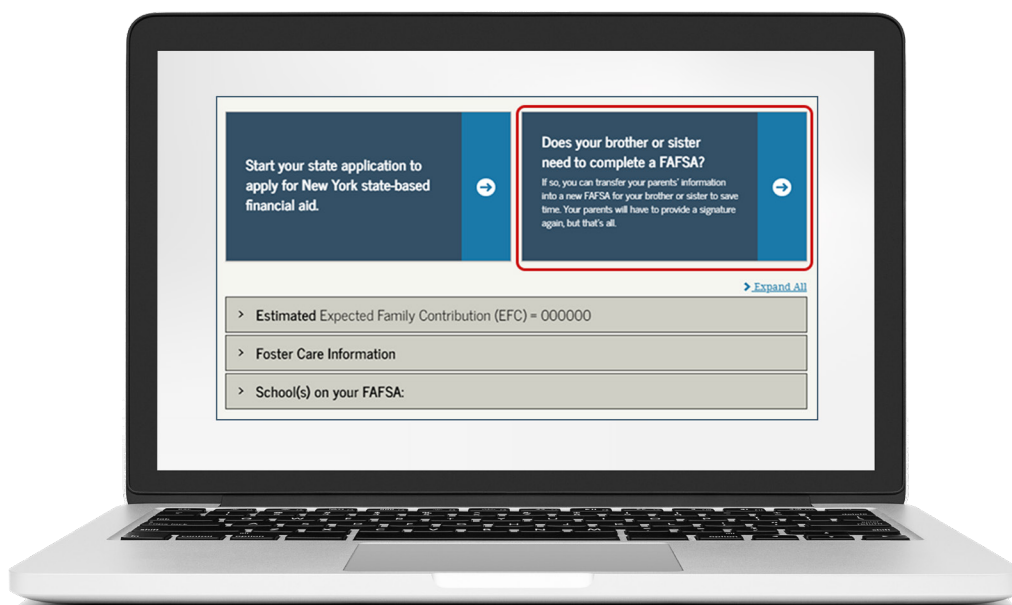 Start your state application to
apply for New York state-based
financial aid.
Does your brother or sister
need to complete a FAFSA?
If so, you can transfer your parents' information
into a new FAFSA for your brother or sister to save
time. Your parents will have to provide a signature
again, but that's all.
Expand All
Estimated Expected Family Contribution (EFC) = 000000
Foster Care Information
School(s) on your FAFSA: